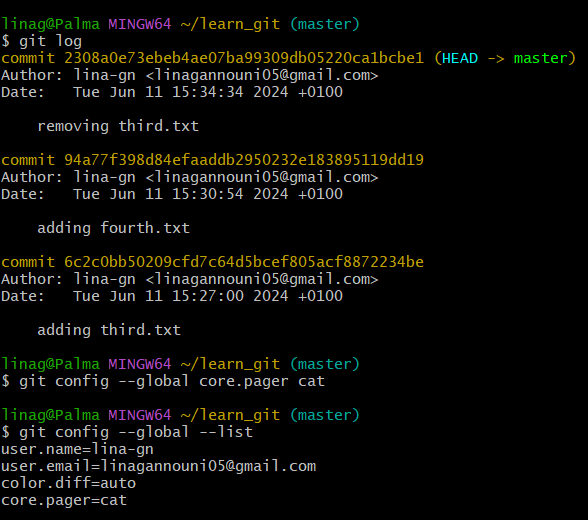 linag@Palma MINGW64 ~/learn_git (master)
$ git log
commit 2308a0e73ebeb4ae07ba99309db05220ca1bcbe1 (HEAD -> master)
Author: lina-gn <linagannouni05@gmail.com>
Date:   Tue Jun 11 15:34:34 2024 +0100
    removing third.txt
commit 94a77f398d84efaaddb2950232e183895119dd19
Author: lina-gn <linagannouni05@gmail.com>
Date:   Tue Jun 11 15:30:54 2024 +0100
    adding fourth.txt
commit 6c2c0bb50209cfd7c64d5bcef805acf8872234be
Author: lina-gn <linagannouni05@gmail.com>
Date:   Tue Jun 11 15:27:00 2024 +0100
    adding third.txt
linag@Palma MINGW64 ~/learn_git (master)
$ git config --global core.pager cat
linag@Palma MINGW64 ~/learn_git (master)
$ git config --global --list
user.name=lina-gn
user.email=linagannouni05@gmail.com
color.diff=auto
core.pager=cat